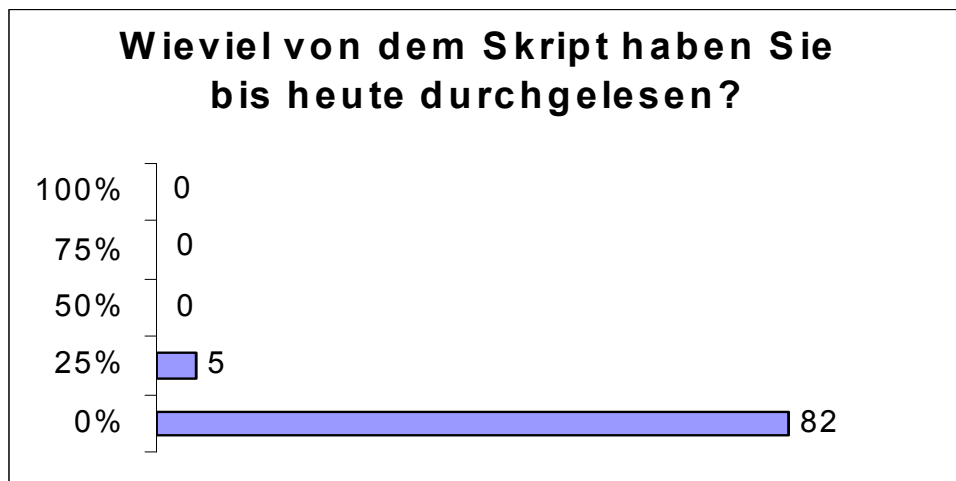 Wieviel von dem Skript haben Sie
bis heute durchgelesen?
100% 0
75% 0
50% 0
25% 5
0% 82